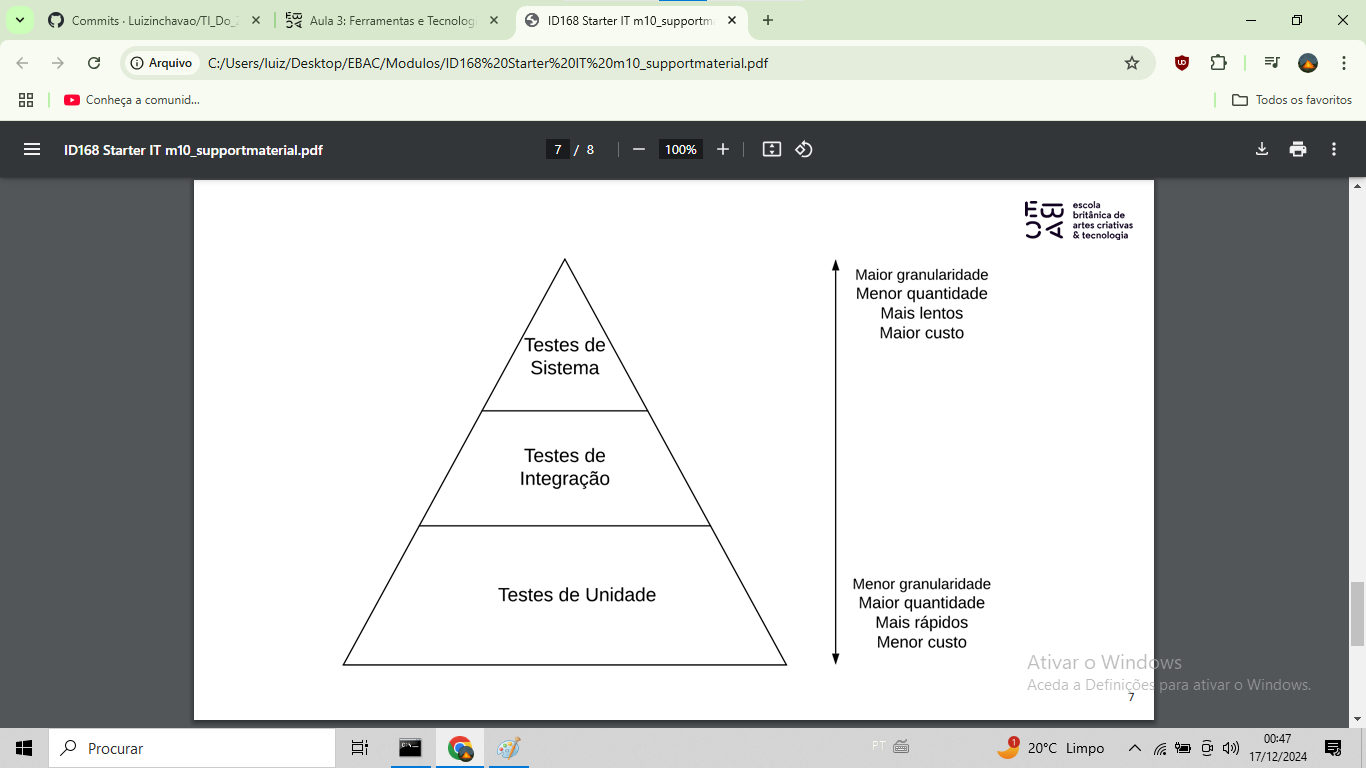 Commits · Luizinchavao/TI_Do_
Aula 3: Ferramentas e Tecnolog
ID168 Starter IT m10_supportm
Arquivo
C:/Users/luiz/Desktop/EBAC/Modulos/ID168%20Starter%20IT%20m10_supportmaterial.pdf
Conheça a comunid...
Todos os favoritos
ID168 Starter IT m10_supportmaterial.pdf
7 / 8
100%
escola
britânica de
artes criativas
& tecnologia
Testes de
Sistema
Testes de
Integração
Testes de Unidade
Maior granularidade
Menor quantidade
Mais lentos
Maior custo
Menor granularidade
Maior quantidade
Mais rápidos
Menor custo
Ativar o Windows
Aceda a Definições para ativar o Windows.
7
Procurar
PT
1
20°C Limpo
00:47
17/12/2024